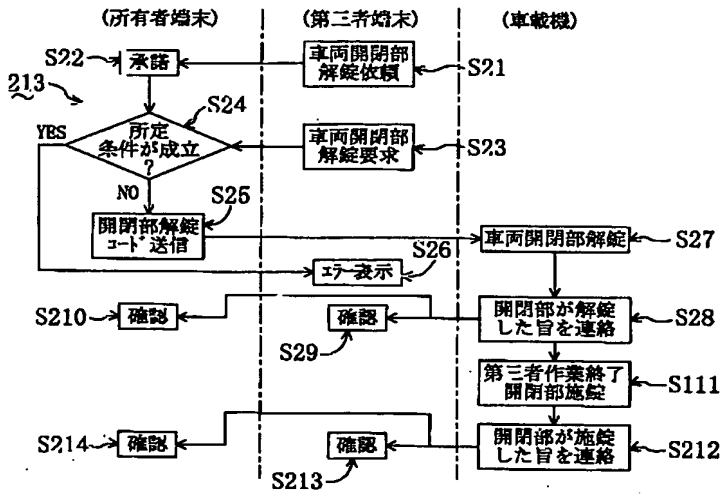 (所有者端末)
(第三者端末)
(車載機)
S22
承諾
車両開閉部
解錠依頼
S21
213
S24
YES
所定
条件が成立
?
車両開閉部
解錠要求
S23
NO
S25
開閉部解錠
コード送信
車両開閉部解錠
S27
エラー表示
S26
S210
確認
確認
S29
開閉部が解錠
した旨を連絡
S28
第三者作業終了
開閉部施錠
S111
S214
確認
確認
S213
開閉部が施錠
した旨を連絡
S212